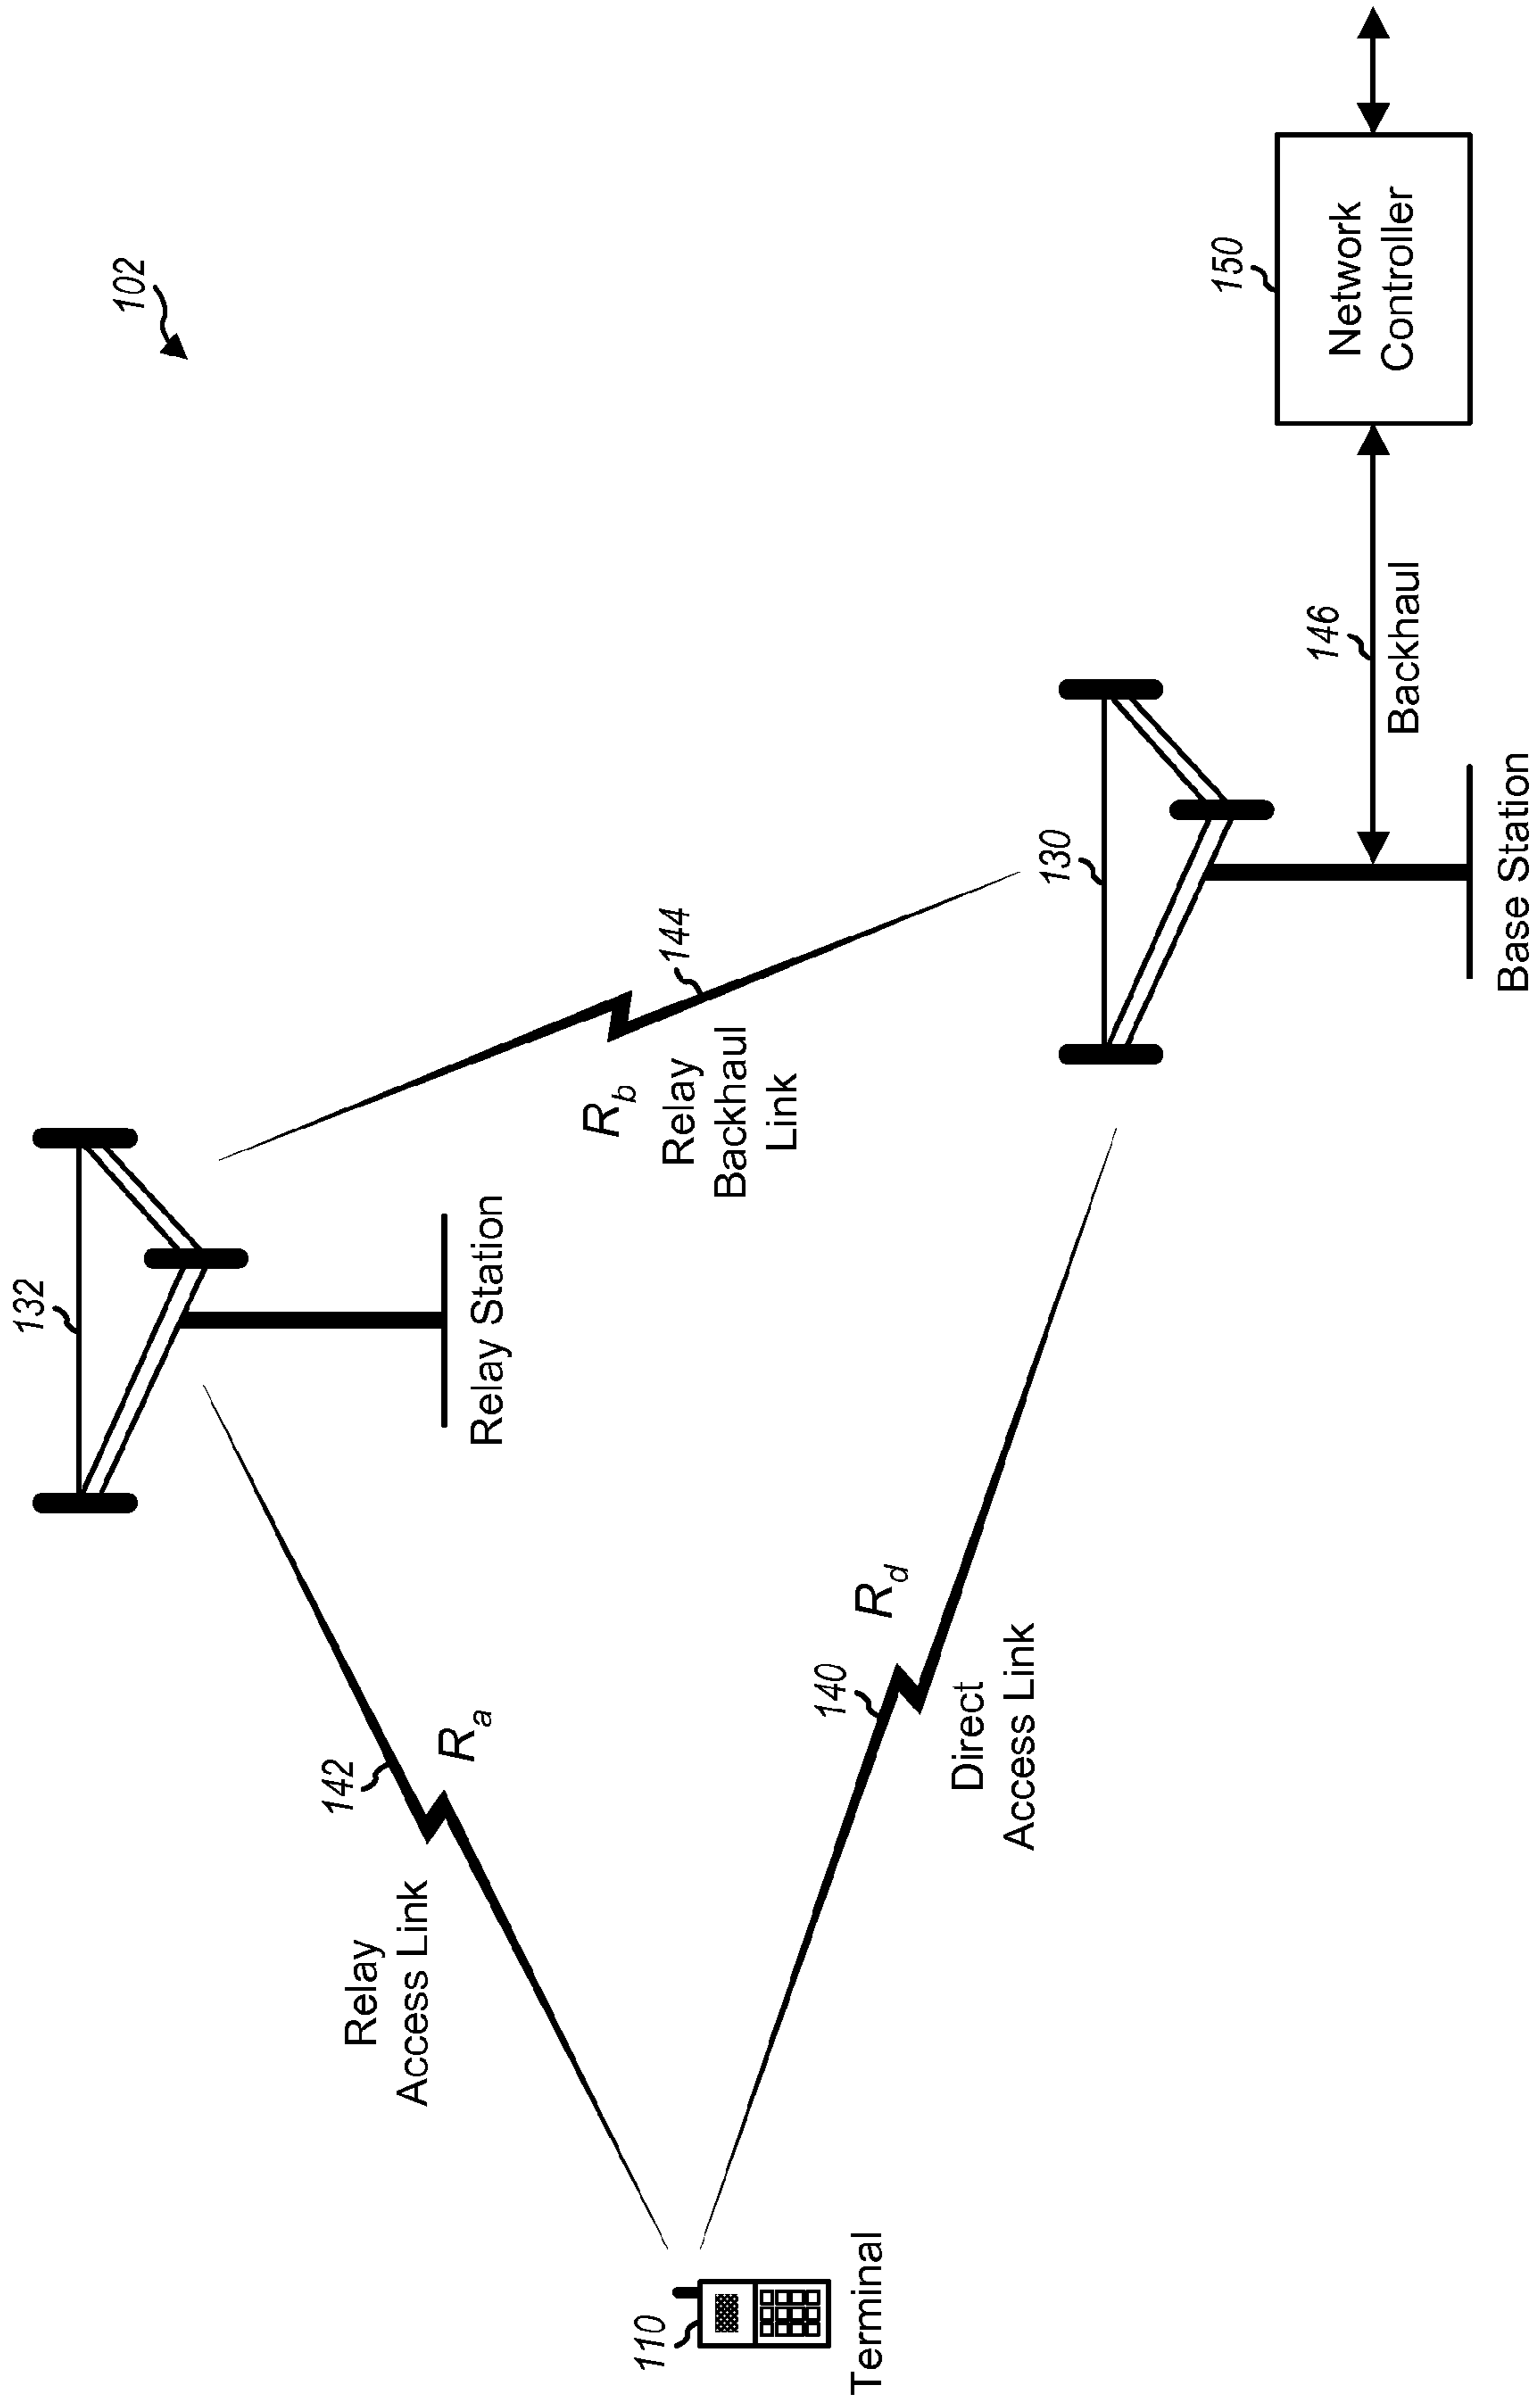 102
132
Relay Station
142
R_a
Relay
Access Link
R_b
144
Relay
Backhaul
Link
110
Terminal
140
R_d
Direct
Access Link
130
Base Station
146
Backhaul
150
Network
Controller